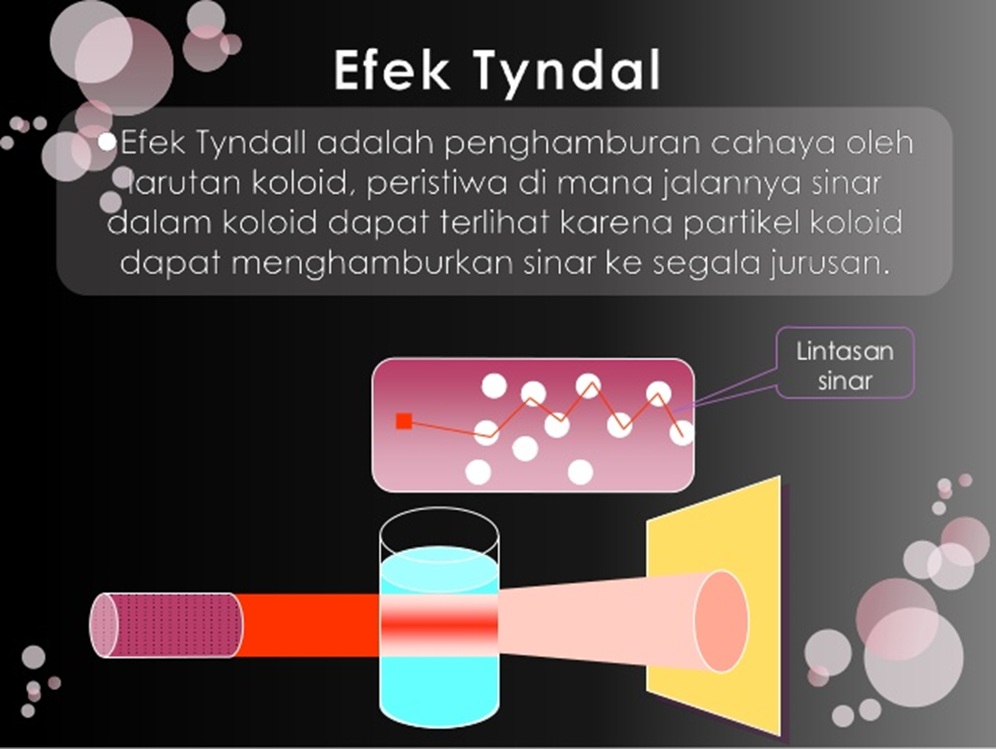 Efek Tyndal
Efek Tyndall adalah penghamburan cahaya oleh
larutan koloid, peristiwa di mana jalannya sinar
dalam koloid dapat terlihat karena partikel koloid
dapat menghamburkan sinar ke segala jurusan.
Lintasan
sinar